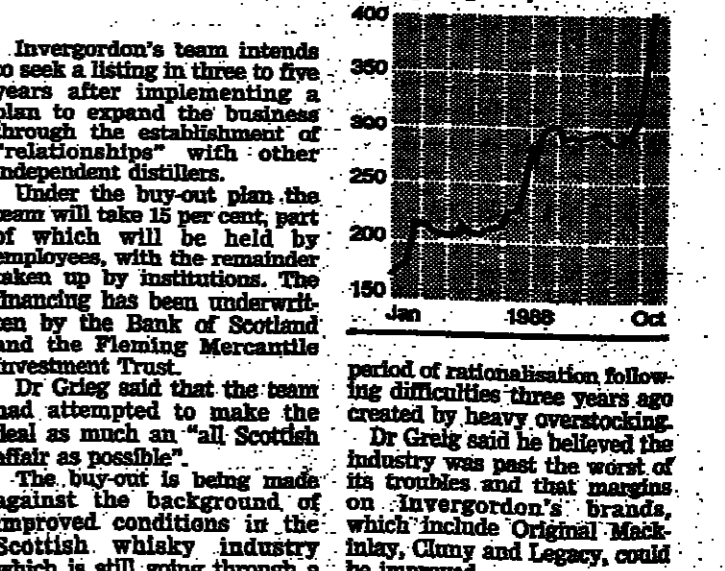 Invergordon's team intends
to seek a listing in three to five
years after implementing a
plan to expand the business
through the establishment of
"relationships" with other
independent distillers.
Under the buy-out plan the
team will take 15 per cent, part
of which will be held by
employees, with the remainder
taken up by institutions. The
financing has been underwrit-
ten by the Bank of Scotland
and the Fleming Mercantile
Investment Trust.
Dr Grieg said that the team
had attempted to make the
deal as much an "all Scottish
affair as possible".
The buy-out is being made
against the background of
improved conditions in the
Scottish whisky industry
which is still going through a
400
350
300
250
200
150
Jan 1988 Oct
period of rationalisation follow-
ing difficulties three years ago
created by heavy overstocking.
Dr Greig said he believed the
industry was past the worst of
its troubles and that margins
on Invergordon's brands,
which include Original Mack-
inlay, Cluny and Legacy, could
be improved